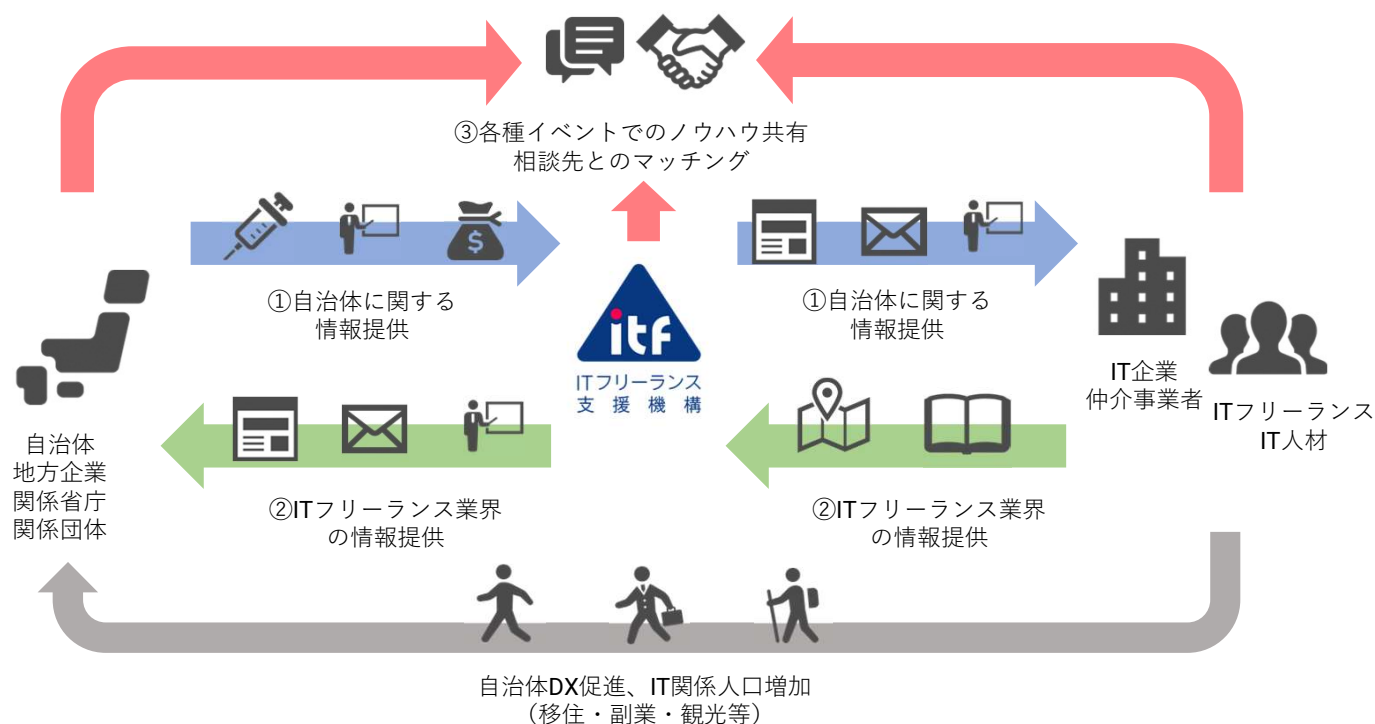 ③各種イベントでのノウハウ共有
相談先とのマッチング
①自治体に関する
情報提供
①自治体に関する
情報提供
itf
ITフリーランス
支援機構
IT企業
仲介事業者
ITフリーランス
IT人材
自治体
地方企業
関係省庁
関係団体
②ITフリーランス業界
の情報提供
②ITフリーランス業界
の情報提供
自治体DX促進、IT関係人口増加
（移住・副業・観光等）